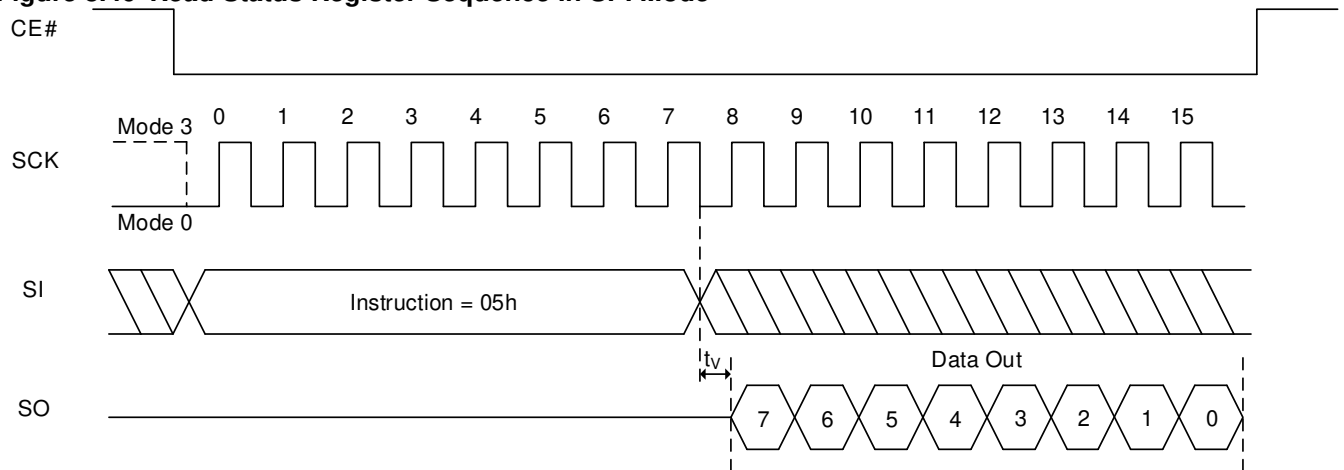 CE#
0 1 2 3 4 5 6 7 8 9 10 11 12 13 14 15
Mode 3
SCK
Mode 0
SI
Instruction = 05h
tV
Data Out
SO
7 6 5 4 3 2 1 0